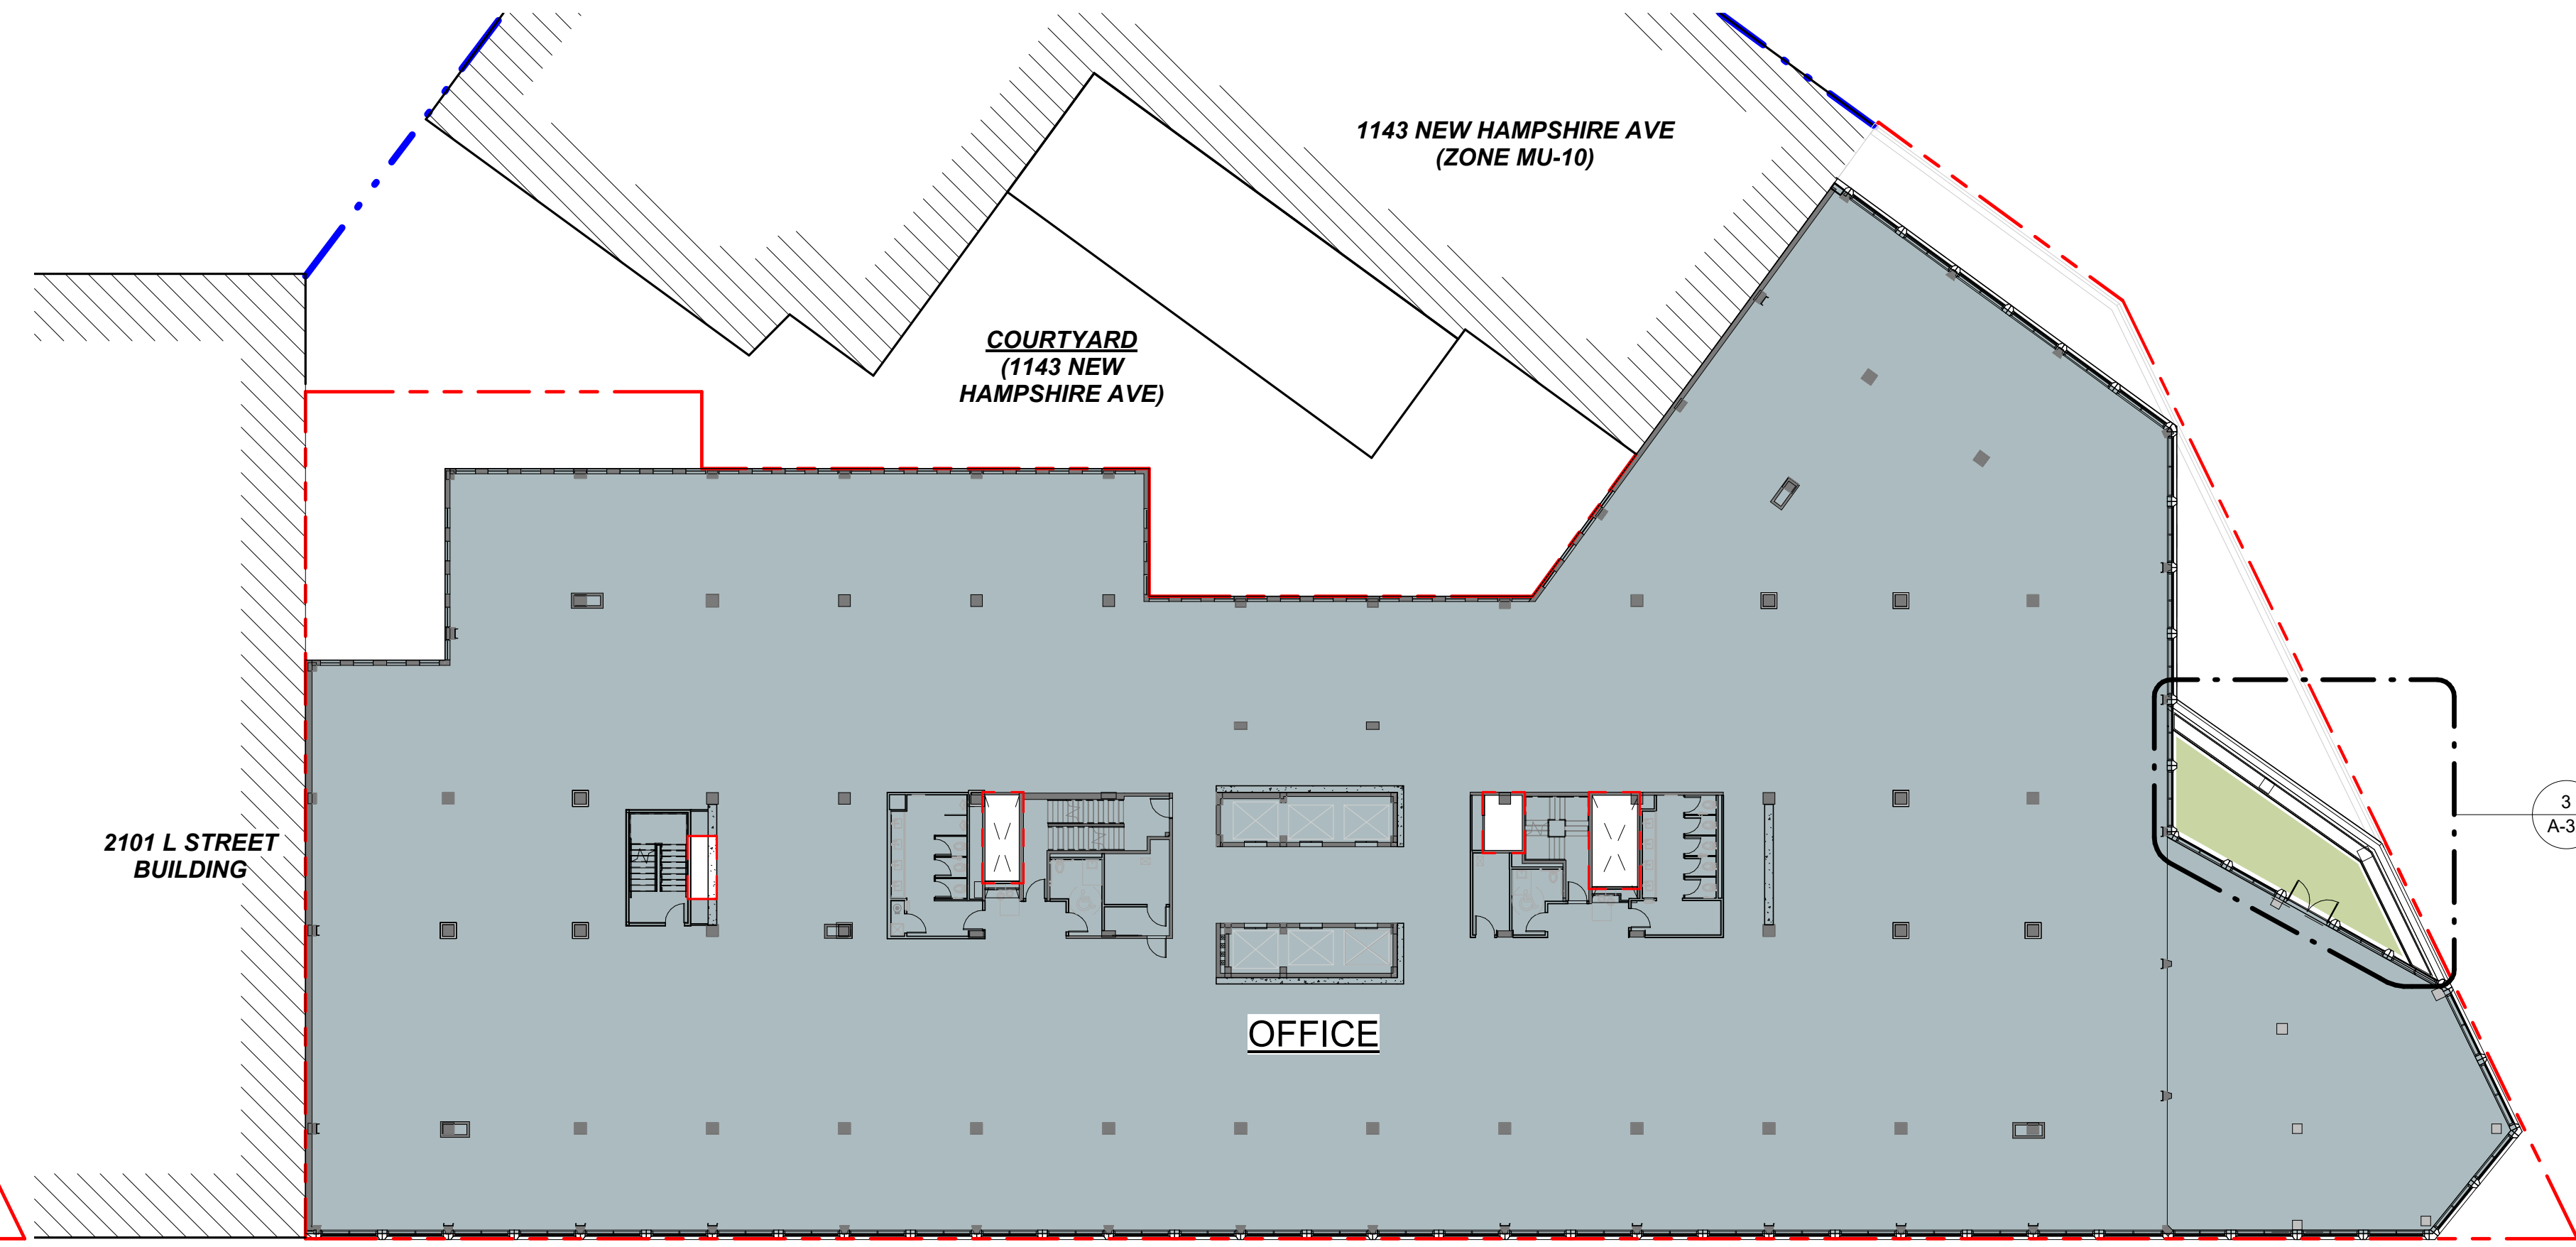 1143 NEW HAMPSHIRE AVE
(ZONE MU-10)
COURTYARD
(1143 NEW
HAMPSHIRE AVE)
2101 L STREET
BUILDING
3
A-3
OFFICE